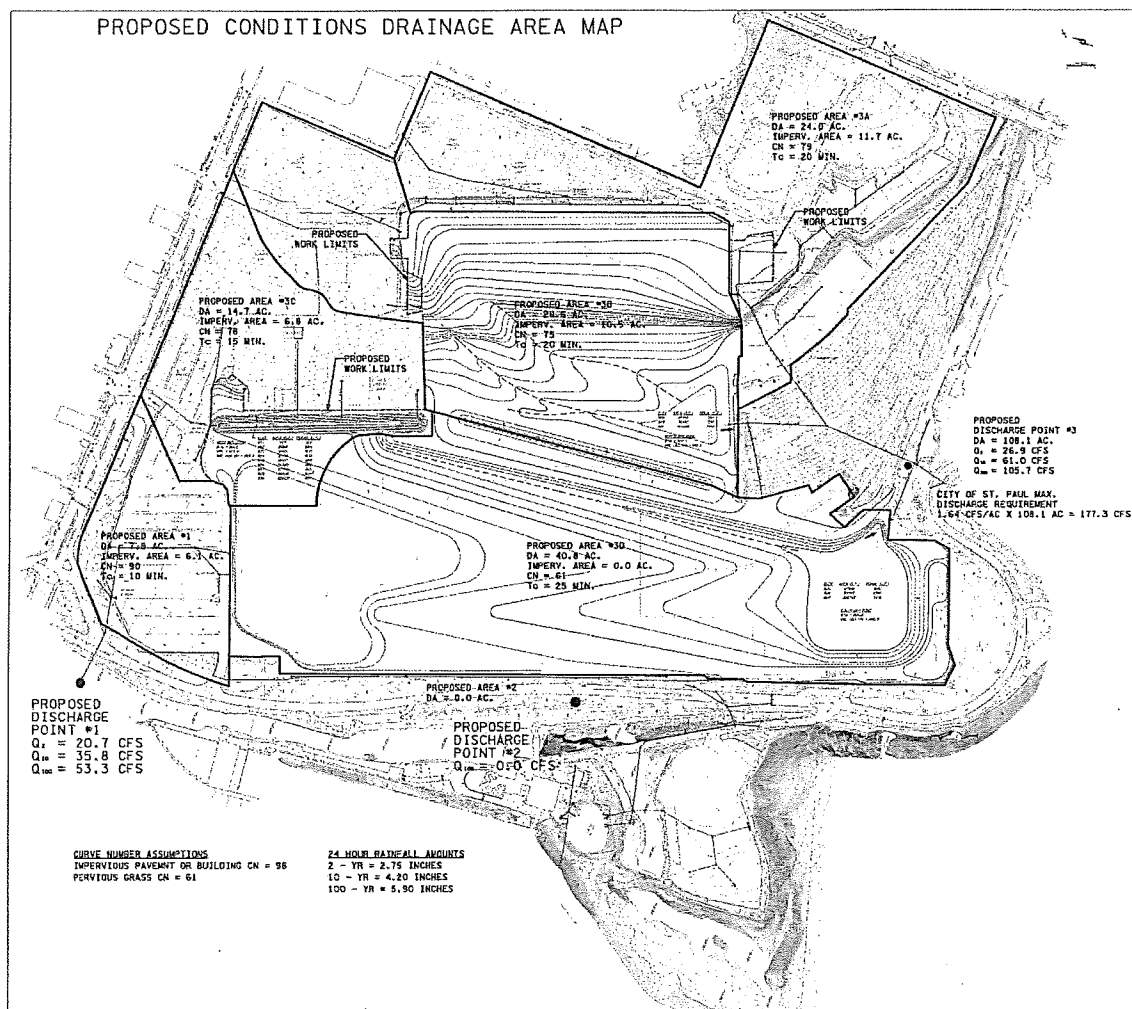 PROPOSED CONDITIONS DRAINAGE AREA MAP
PROPOSED AREA #3A
DA = 24.0 AC.
IMPERV. AREA = 11.7 AC.
CN = 79
Tc = 20 MIN.
PROPOSED
WORK LIMITS
PROPOSED
WORK LIMITS
PROPOSED AREA #3C
DA = 14.7 AC.
IMPERV. AREA = 6.8 AC.
CN = 78
Tc = 15 MIN.
PROPOSED AREA #3B
DA = 28.6 AC.
IMPERV. AREA = 10.5 AC.
CN = 75
Tc = 20 MIN.
PROPOSED
WORK LIMITS
PROPOSED
DISCHARGE POINT #3
DA = 108.1 AC.
= 26.9 CFS
= 61.0 CFS
= 105.7 CFS
CITY OF ST. PAUL MAX.
DISCHARGE REQUIREMENT
1.64 CFS/AC X 108.1 AC = 177.3 CFS
PROPOSED AREA #1
DA = 7.5 AC.
IMPERV. AREA = 6.1 AC.
CN = 90
Tc = 10 MIN.
PROPOSED AREA #3D
DA = 40.8 AC.
IMPERV. AREA = 0.0 AC.
CN = 61
Tc = 25 MIN.
PROPOSED AREA #2
DA = 0.0 AC.
PROPOSED
DISCHARGE
POINT #1
Q2 = 20.7 CFS
Q10 = 35.8 CFS
Q100 = 53.3 CFS
PROPOSED
DISCHARGE
POINT #2
Q100 = 0.0 CFS
CURVE NUMBER ASSUMPTIONS
IMPERVIOUS PAVEMNT OR BUILDING CN = 98
PERVIOUS GRASS CN = 61
24 HOUR RAINFALL AMOUNTS
2 - YR = 2.75 INCHES
10 - YR = 4.20 INCHES
100 - YR = 5.90 INCHES